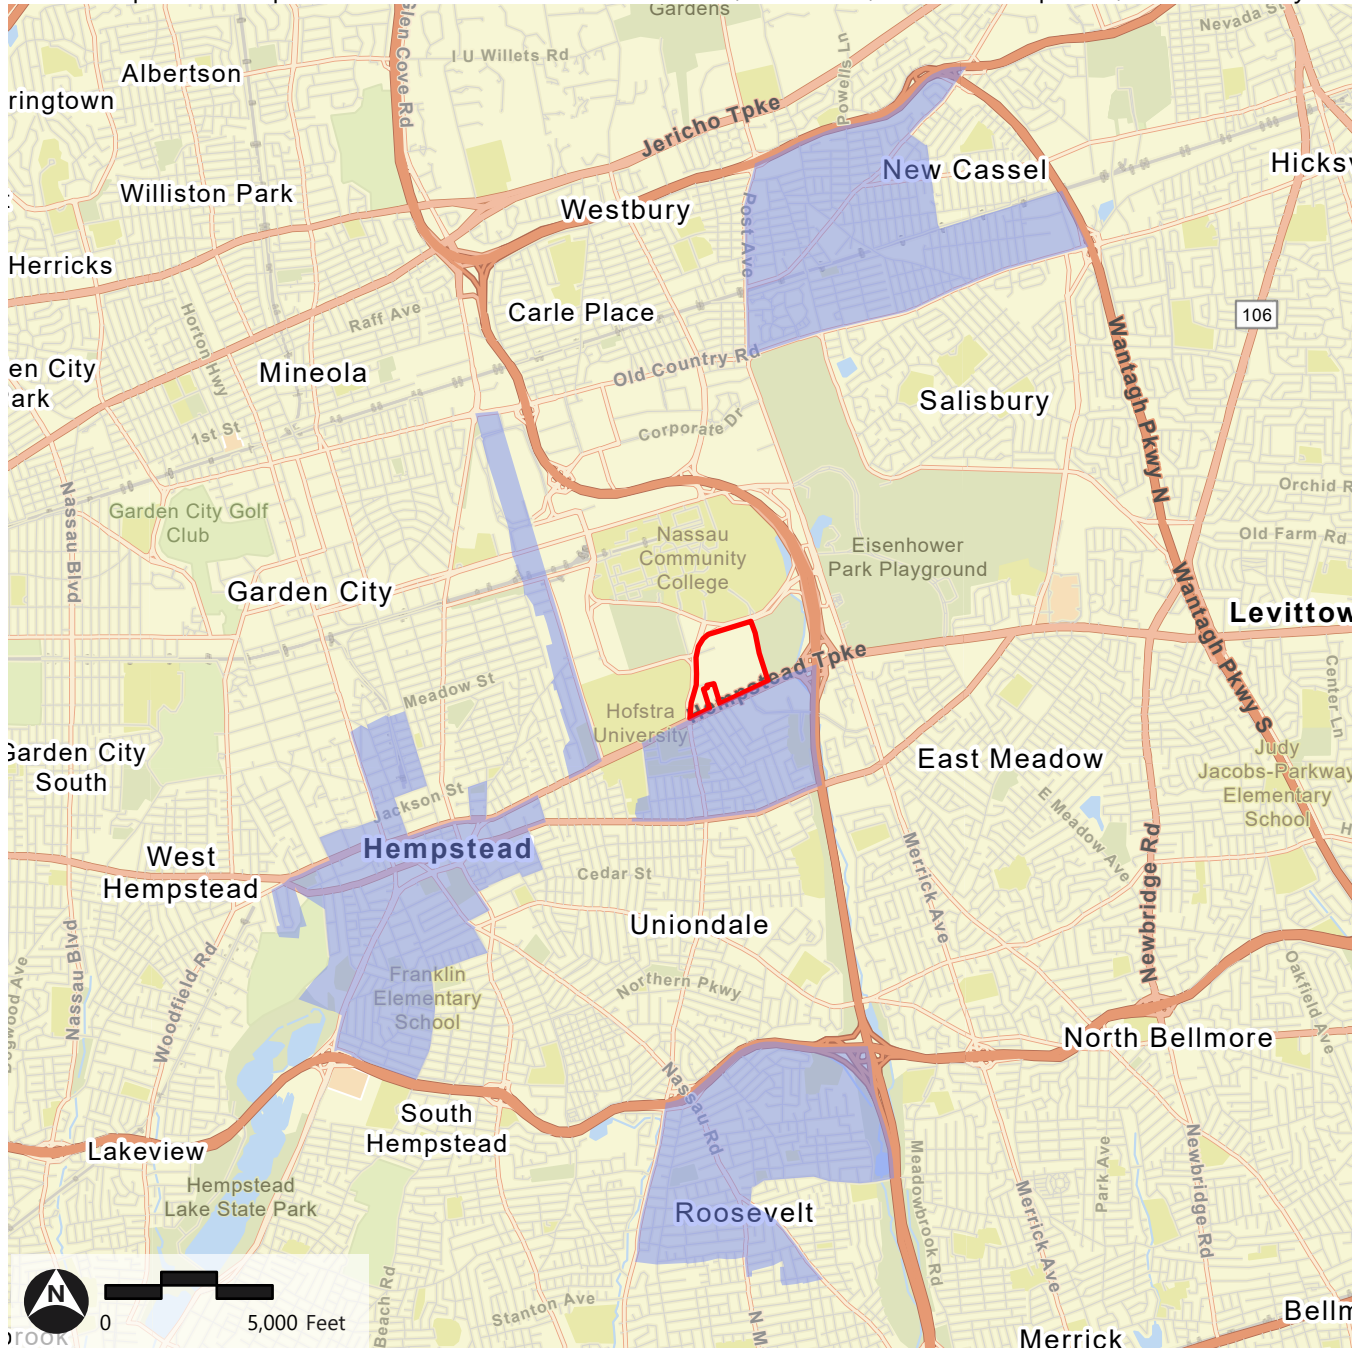 Gardens
Nevada St
Glen Cove Rd
I U Willets Rd
Powells Ln
Albertson
ringtown
Jericho Tpke
New Cassel
Hicksv
Williston Park
Westbury
Post Ave
Herricks
Horton Hwy
Raff Ave
Carle Place
106
Wantagh Pkwy N
en City
ark
Mineola
Old Country Rd
Salisbury
1st St
Corporate Dr
Nassau Blvd
Garden City Golf
Club
Orchid R
Old Farm Rd
Nassau
Community
College
Eisenhower
Park Playground
Garden City
Wantagh Pkwy S
Levittow
Hempstead Tpke
Center Ln
Meadow St
Hofstra
University
Garden City
South
East Meadow
Judy
Jacobs-Parkway
Elementary
School
Jackson St
E Meadow Ave
Hempstead
West
Hempstead
Cedar St
Merrick Ave
Newbridge Rd
H
Uniondale
Nassau Blvd
Woodfield Rd
Dogwood Ave
Franklin
Elementary
School
Northern Pkwy
Oakfield Ave
North Bellmore
Nassau Rd
South
Hempstead
Lakeview
Hempstead
Lake State Park
Roosevelt
Meadowbrook Rd
Merrick Ave
Park Ave
Newbridge Rd
N
0
5,000 Feet
Beach Rd
Stanton Ave
N M
Bellm
brook
Merrick